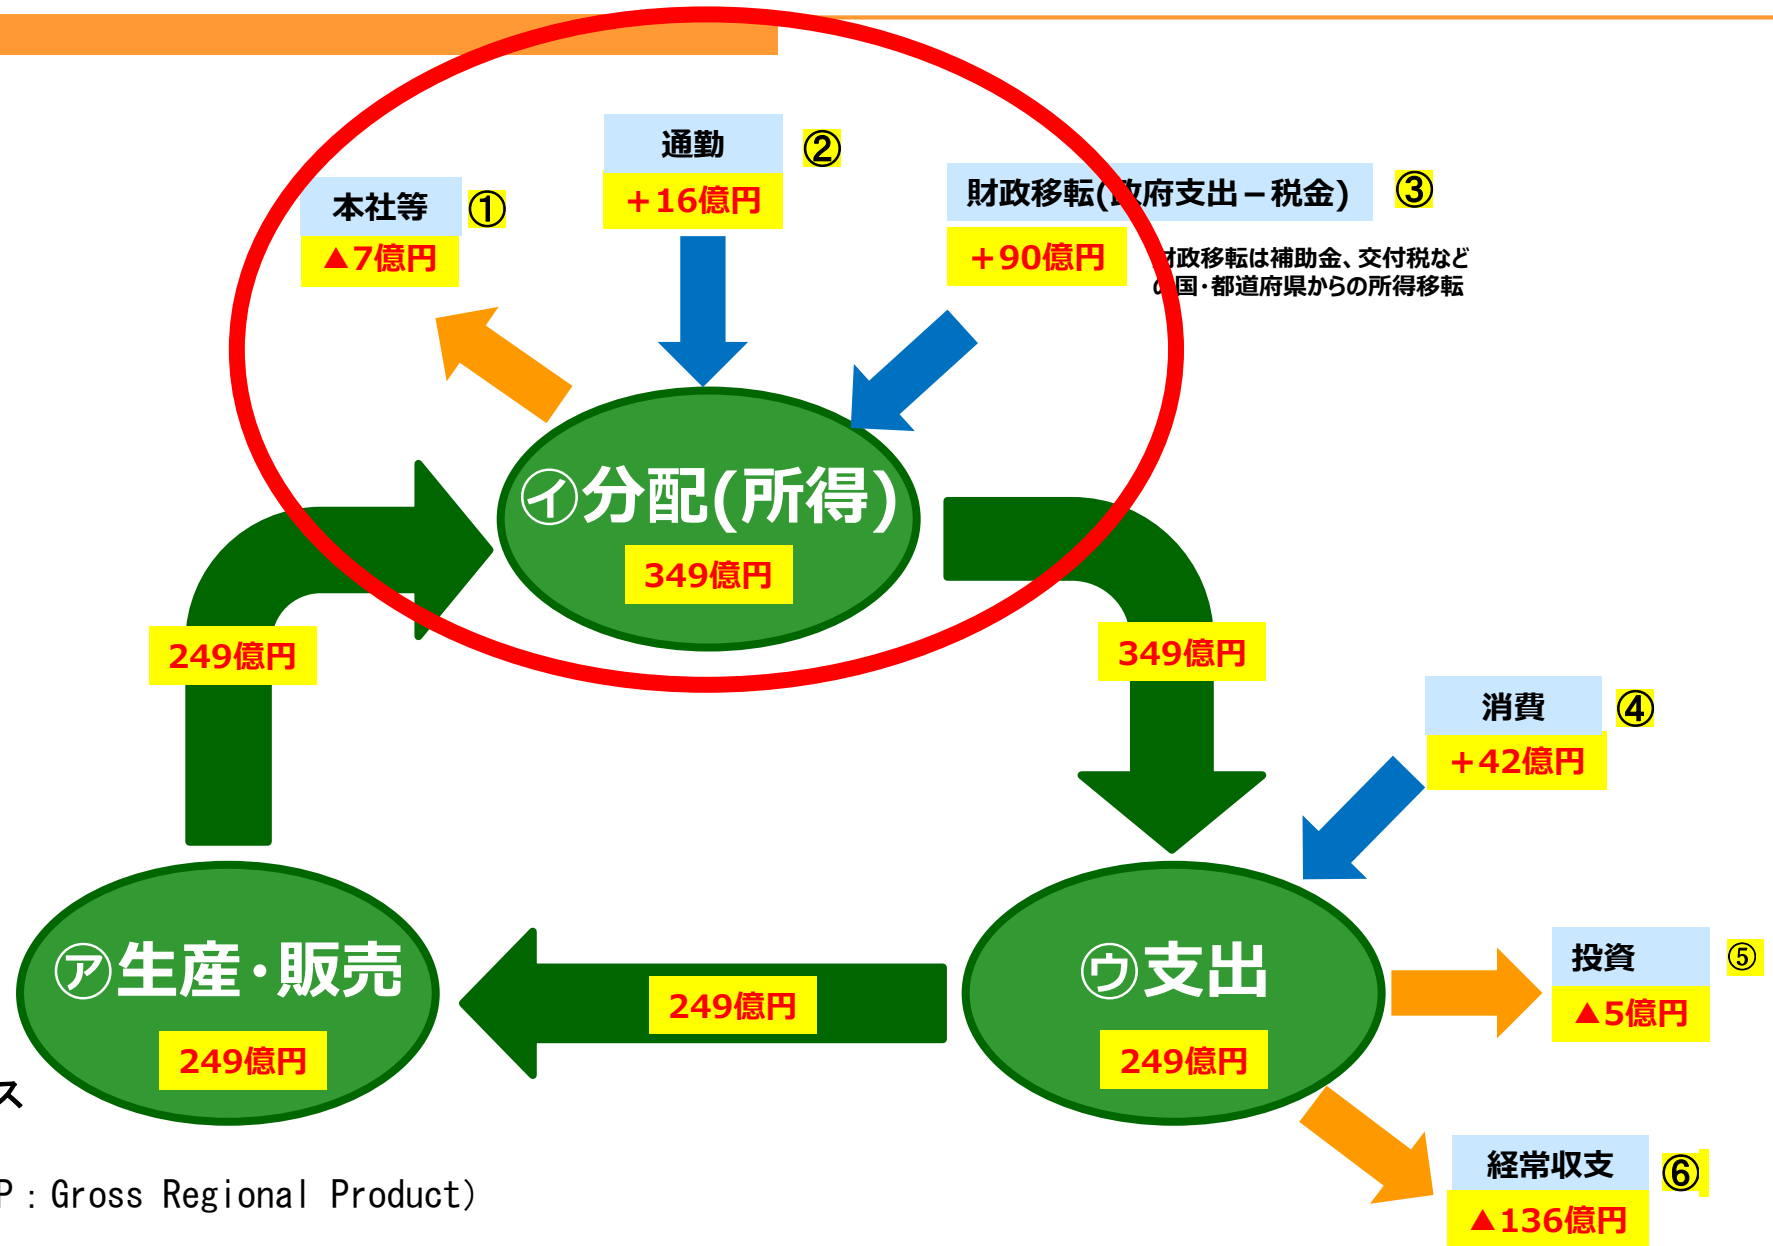 通勤
②
+16億円
本社等
①
▲7億円
財政移転(政府支出－税金)
③
+90億円
財政移転は補助金、交付税など
の国・都道府県からの所得移転
㋑分配(所得)
349億円
249億円
349億円
消費
④
+42億円
㋐生産・販売
249億円
249億円
㋒支出
249億円
投資
⑤
▲5億円
経常収支
⑥
▲136億円
ス
P：Gross Regional Product)